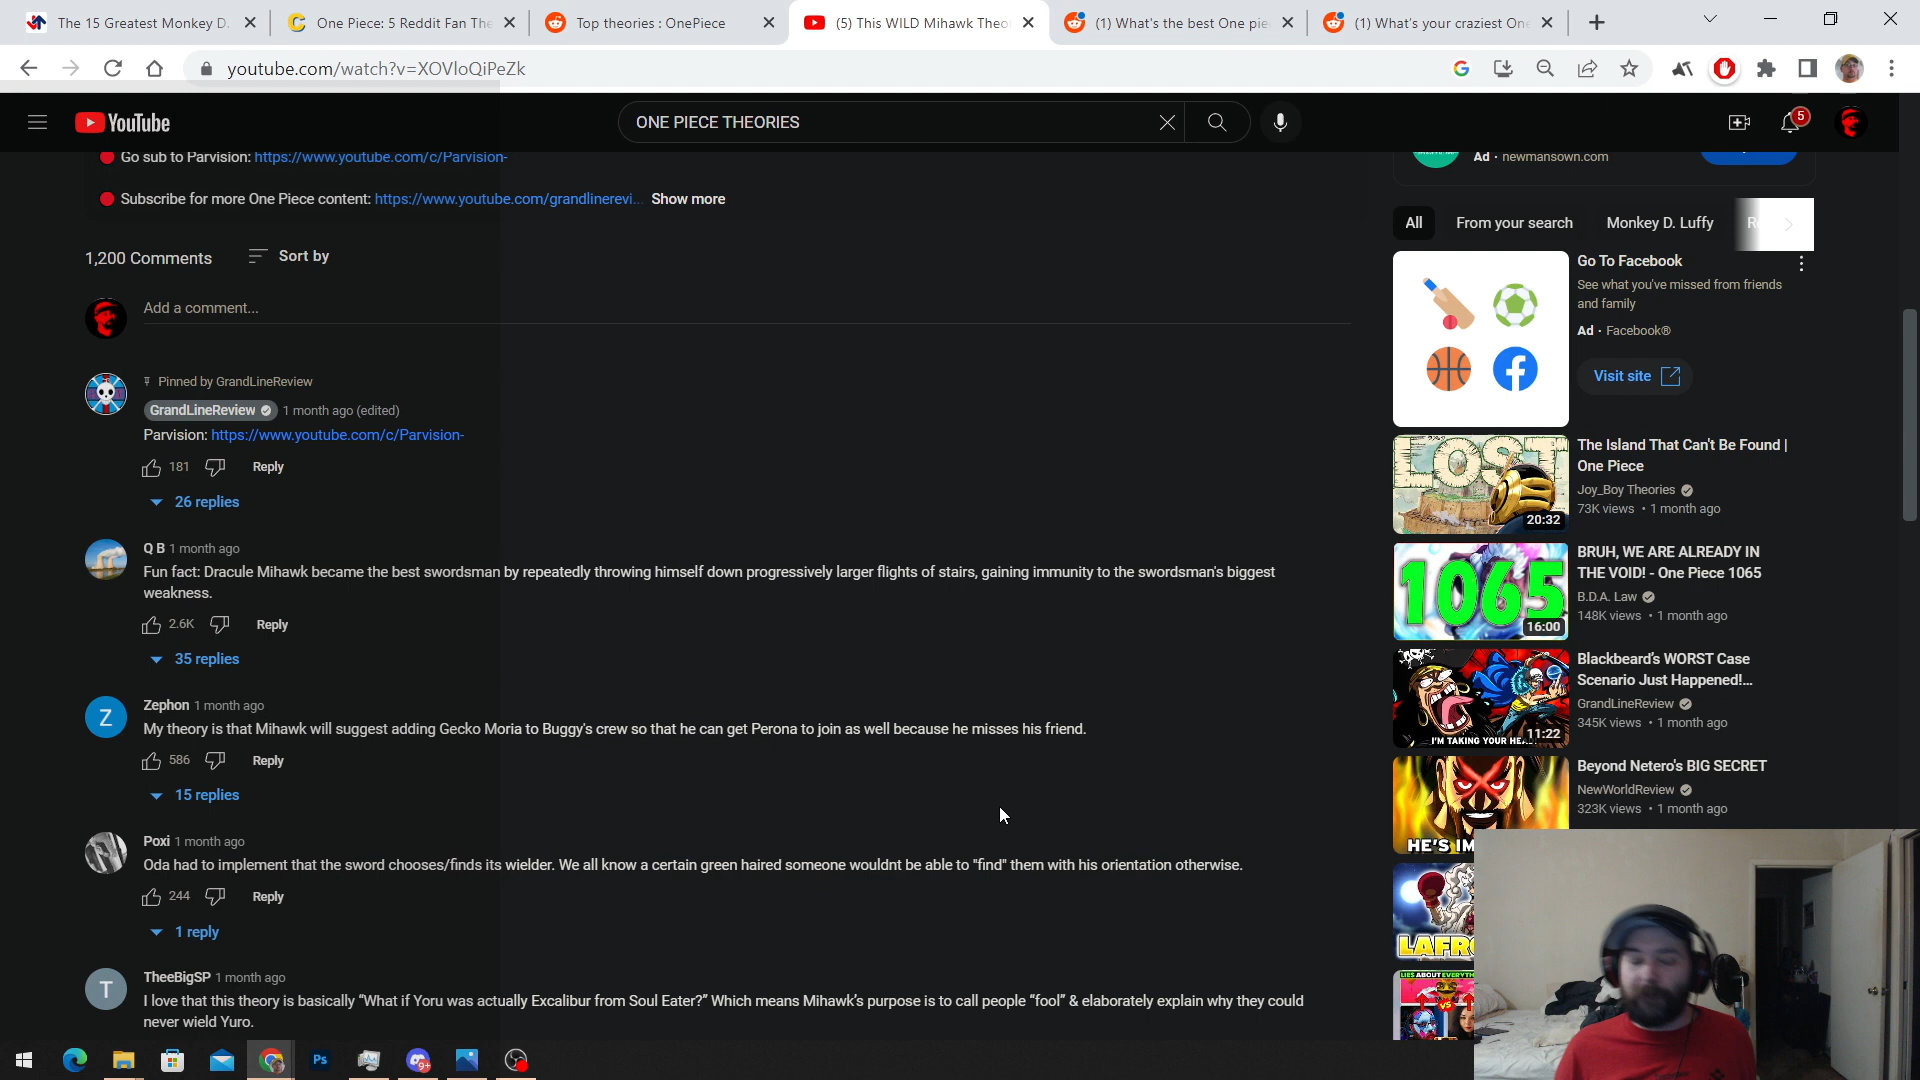 The 15 Greatest Monkey D.
One Piece: 5 Reddit Fan The
Top theories : OnePiece
(5) This WILD Mihawk Theo
(1) What's the best One pie
(1) What's your craziest On
youtube.com/watch?v=XOVloQiPeZk
YouTube
ONE PIECE THEORIES
5
Go sub to Parvision: https://www.youtube.com/c/Parvision-
Subscribe for more One Piece content: https://www.youtube.com/grandlinerevi... Show more
1,200 Comments
Sort by
Add a comment...
Pinned by GrandLineReview
GrandLineReview 1 month ago (edited)
Parvision: https://www.youtube.com/c/Parvision-
181 Reply
26 replies
Q B 1 month ago
Fun fact: Dracule Mihawk became the best swordsman by repeatedly throwing himself down progressively larger flights of stairs, gaining immunity to the swordsman's biggest
weakness.
2.6K Reply
35 replies
Zephon 1 month ago
Z
My theory is that Mihawk will suggest adding Gecko Moria to Buggy's crew so that he can get Perona to join as well because he misses his friend.
586 Reply
15 replies
Poxi 1 month ago
Oda had to implement that the sword chooses/finds its wielder. We all know a certain green haired someone wouldnt be able to "find" them with his orientation otherwise.
244 Reply
1 reply
TheeBigSP 1 month ago
T
I love that this theory is basically “What if Yoru was actually Excalibur from Soul Eater?” Which means Mihawk’s purpose is to call people “fool” & elaborately explain why they could
never wield Yuro.
Ad · newmansown.com
All
From your search
Monkey D. Luffy
Go To Facebook
See what you've missed from friends
and family
Ad · Facebook®
Visit site
LOST
20:32
The Island That Can't Be Found |
One Piece
Joy_Boy Theories
73K views • 1 month ago
1065
16:00
BRUH, WE ARE ALREADY IN
THE VOID! - One Piece 1065
B.D.A. Law
148K views • 1 month ago
I'M TAKING YOUR
11:22
Blackbeard's WORST Case
Scenario Just Happened!...
GrandLineReview
345K views • 1 month ago
HE'S IM
Beyond Netero's BIG SECRET
NewWorldReview
323K views • 1 month ago
LAFR
LIES ABOUT EVERYTH
VS
Ps
9+